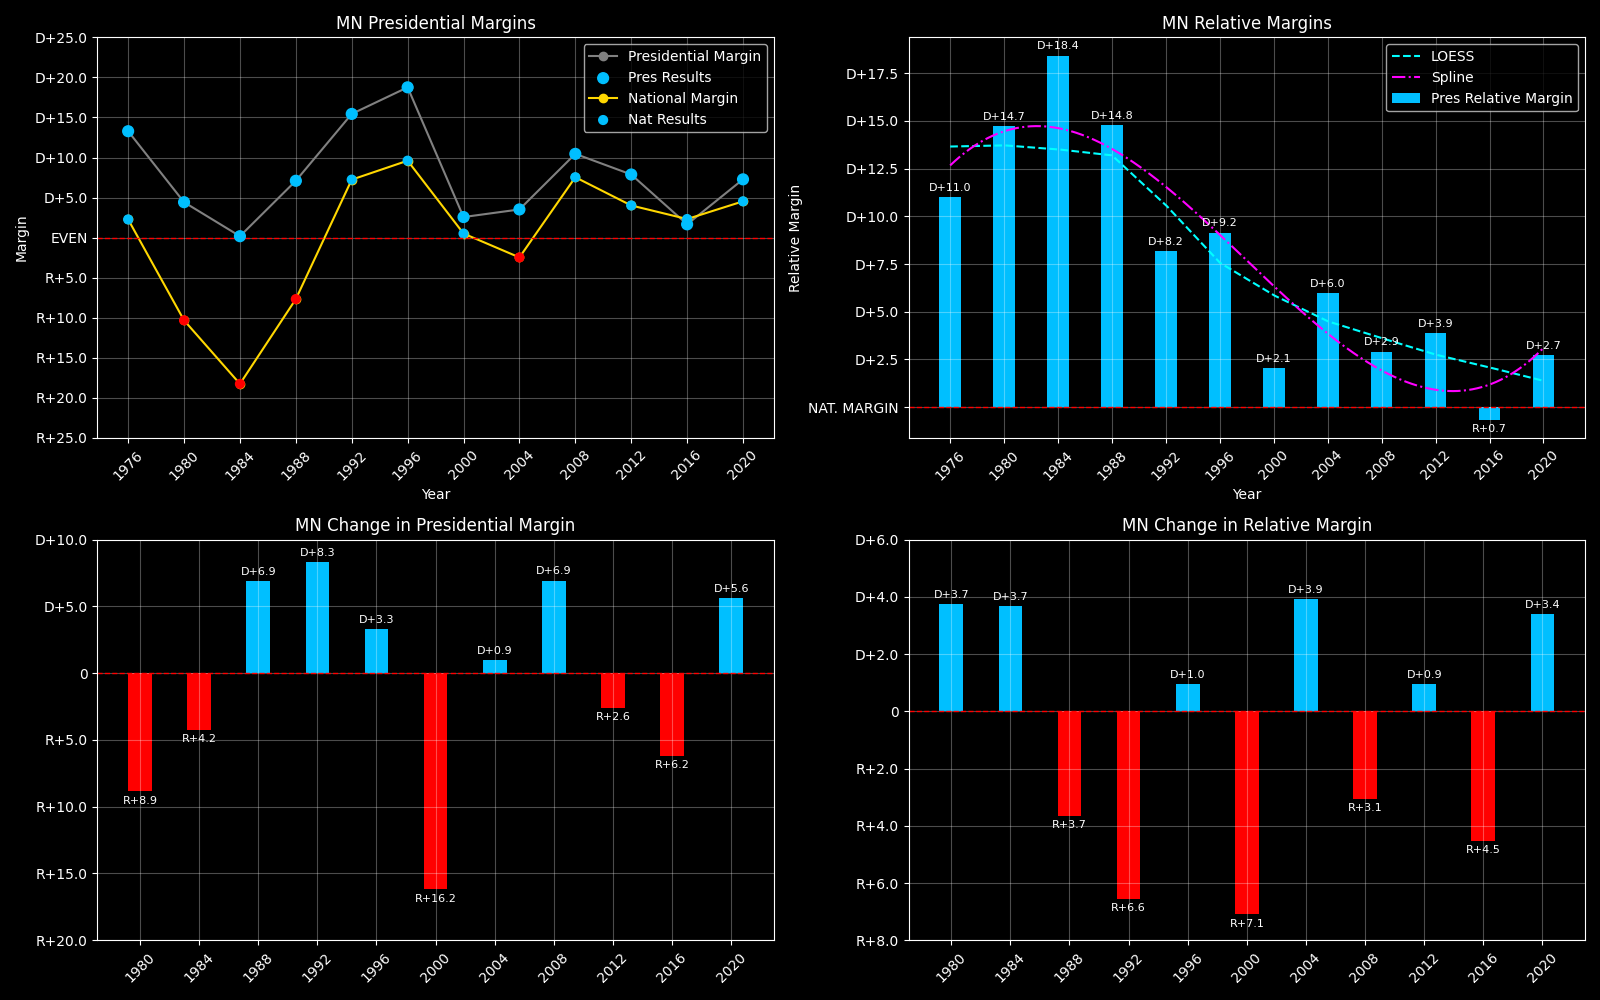 MN Presidential Margins
D+25.0
D+20.0
D+15.0
D+10.0
D+5.0
EVEN
R+5.0
R+10.0
R+15.0
R+20.0
R+25.0
Margin
Presidential Margin
Pres Results
National Margin
Nat Results
1976 1980 1984 1988 1992 1996 2000 2004 2008 2012 2016 2020
Year
MN Relative Margins
D+17.5
D+15.0
D+12.5
D+10.0
D+7.5
D+5.0
D+2.5
NAT. MARGIN
Relative Margin
LOESS
Spline
Pres Relative Margin
D+11.0 D+14.7 D+18.4 D+14.8 D+8.2 D+9.2 D+2.1 D+6.0 D+2.9 D+3.9 R+0.7 D+2.7
1976 1980 1984 1988 1992 1996 2000 2004 2008 2012 2016 2020
Year
MN Change in Presidential Margin
D+10.0
D+5.0
0
R+5.0
R+10.0
R+15.0
R+20.0
R+8.9 R+4.2 D+6.9 D+8.3 D+3.3 R+16.2 D+0.9 D+6.9 R+2.6 R+6.2 D+5.6
1980 1984 1988 1992 1996 2000 2004 2008 2012 2016 2020
MN Change in Relative Margin
D+6.0
D+4.0
D+2.0
0
R+2.0
R+4.0
R+6.0
R+8.0
D+3.7 D+3.7 R+3.7 R+6.6 D+1.0 R+7.1 D+3.9 R+3.1 D+0.9 R+4.5 D+3.4
1980 1984 1988 1992 1996 2000 2004 2008 2012 2016 2020